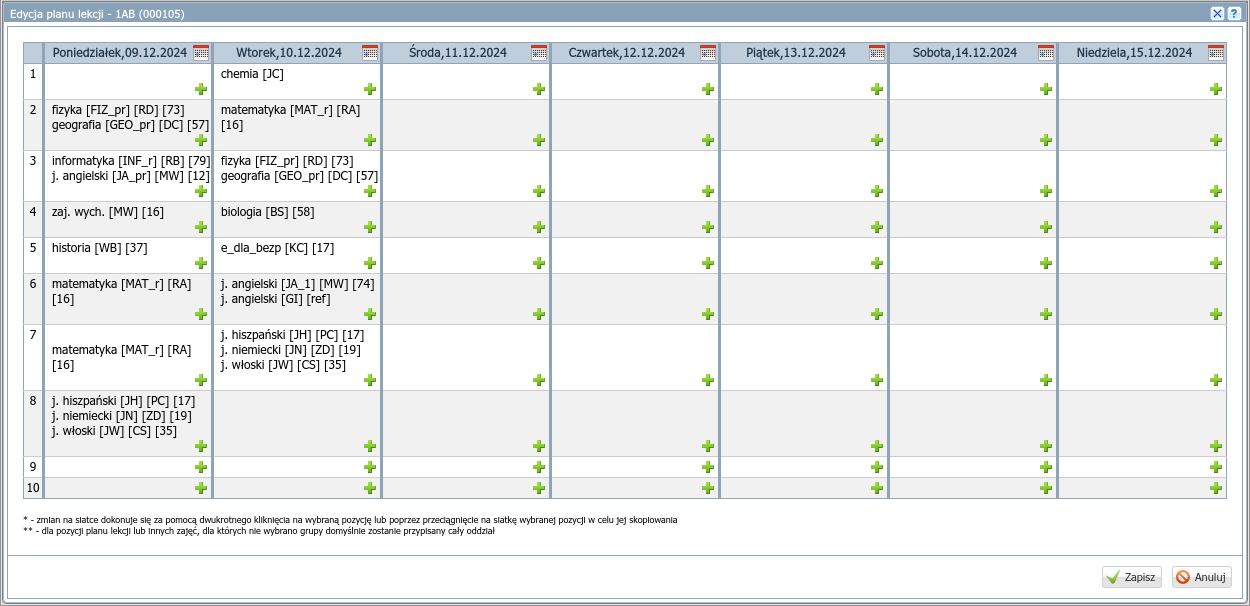 Edycja planu lekcji - 1AB (000105)
Poniedziałek,09.12.2024 Wtorek,10.12.2024 Środa,11.12.2024 Czwartek,12.12.2024 Piątek,13.12.2024 Sobota,14.12.2024 Niedziela,15.12.2024
1 chemia [JC]
2 fizyka [FIZ_pr] [RD] [73] matematyka [MAT_r] [RA]
geografia [GEO_pr] [DC] [57] [16]
3 informatyka [INF_r] [RB] [79] fizyka [FIZ_pr] [RD] [73]
j. angielski [JA_pr] [MW] [12] geografia [GEO_pr] [DC] [57]
4 zaj. wych. [MW] [16] biologia [BS] [58]
5 historia [WB] [37] e_dla_bezp [KC] [17]
6 matematyka [MAT_r] [RA] j. angielski [JA_1] [MW] [74]
[16] j. angielski [GI] [ref]
7 j. hiszpański [JH] [PC] [17]
matematyka [MAT_r] [RA] j. niemiecki [JN] [ZD] [19]
[16] j. włoski [JW] [CS] [35]
8 j. hiszpański [JH] [PC] [17]
j. niemiecki [JN] [ZD] [19]
j. włoski [JW] [CS] [35]
9
10
* - zmian na siatce dokonuje się za pomocą dwukrotnego kliknięcia na wybraną pozycję lub poprzez przeciągnięcie na siatkę wybranej pozycji w celu jej skopiowania
** - dla pozycji planu lekcji lub innych zajęć, dla których nie wybrano grupy domyślnie zostanie przypisany cały oddział
Zapisz Anuluj